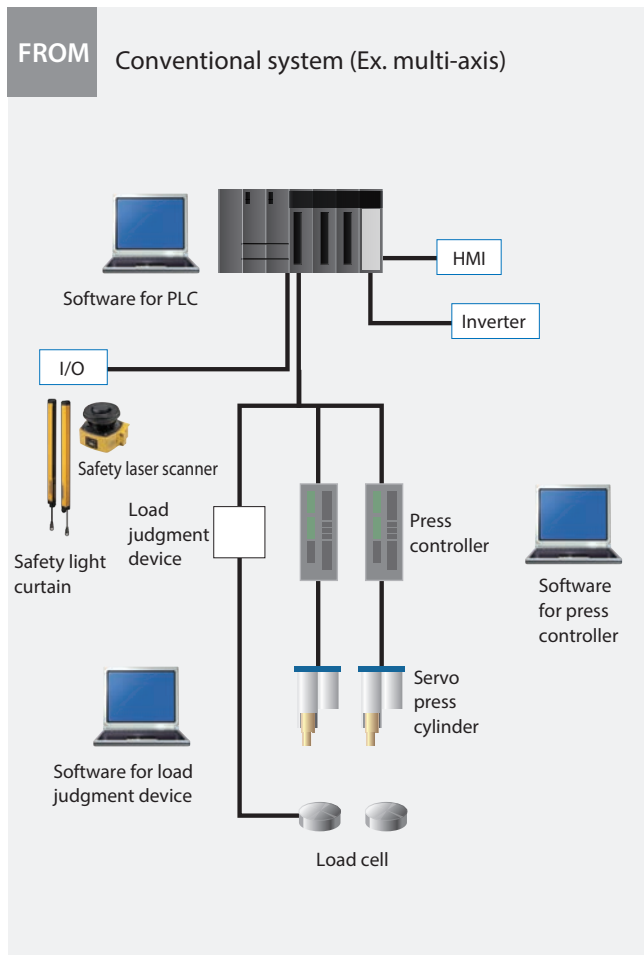 FROM
Conventional system (Ex. multi-axis)
Software for PLC
HMI
Inverter
I/O
Safety laser scanner
Safety light
curtain
Load
judgment
device
Press
controller
Software
for press
controller
Servo
press
cylinder
Software for load
judgment device
Load cell